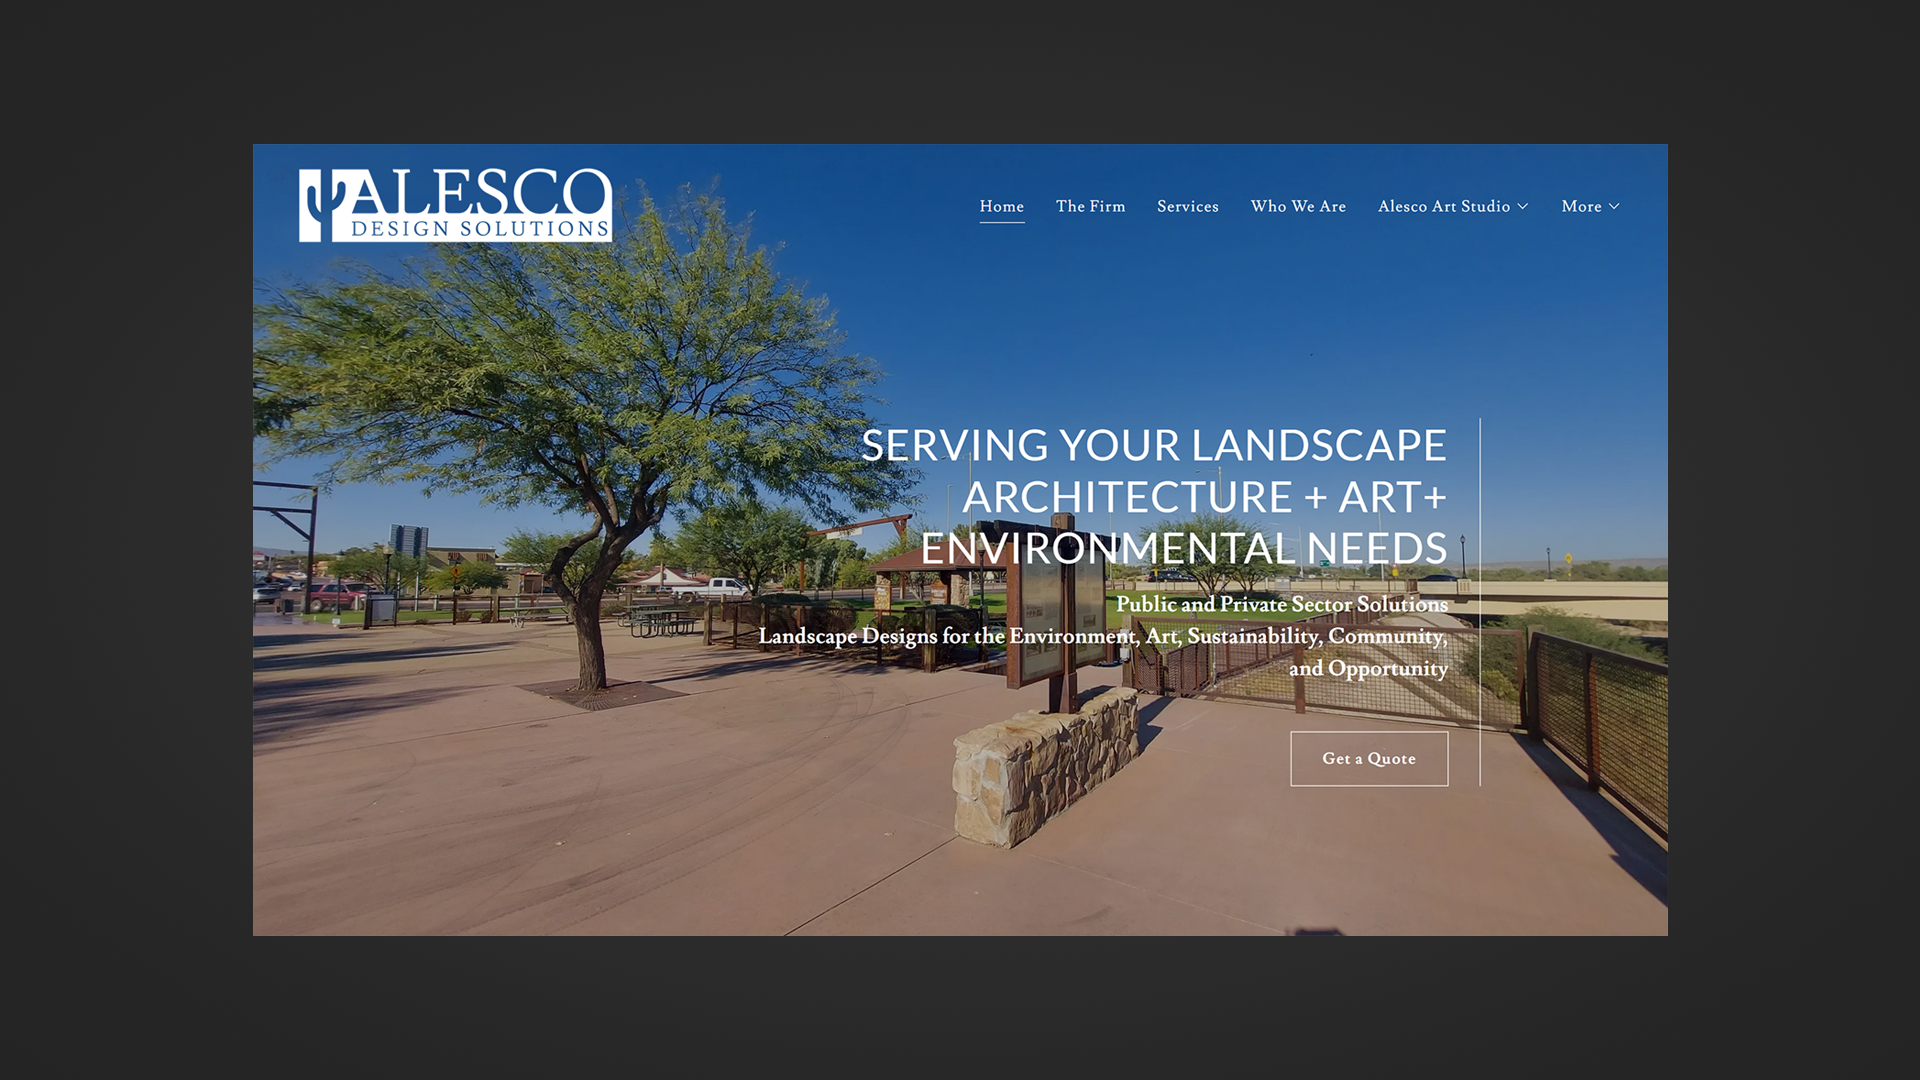 ALESCO
DESIGN SOLUTIONS
Home The Firm Services Who We Are Alesco Art Studio More
SERVING YOUR LANDSCAPE
ARCHITECTURE + ART+
ENVIRONMENTAL NEEDS
Public and Private Sector Solutions
Landscape Designs for the Environment, Art, Sustainability, Community,
and Opportunity
Get a Quote